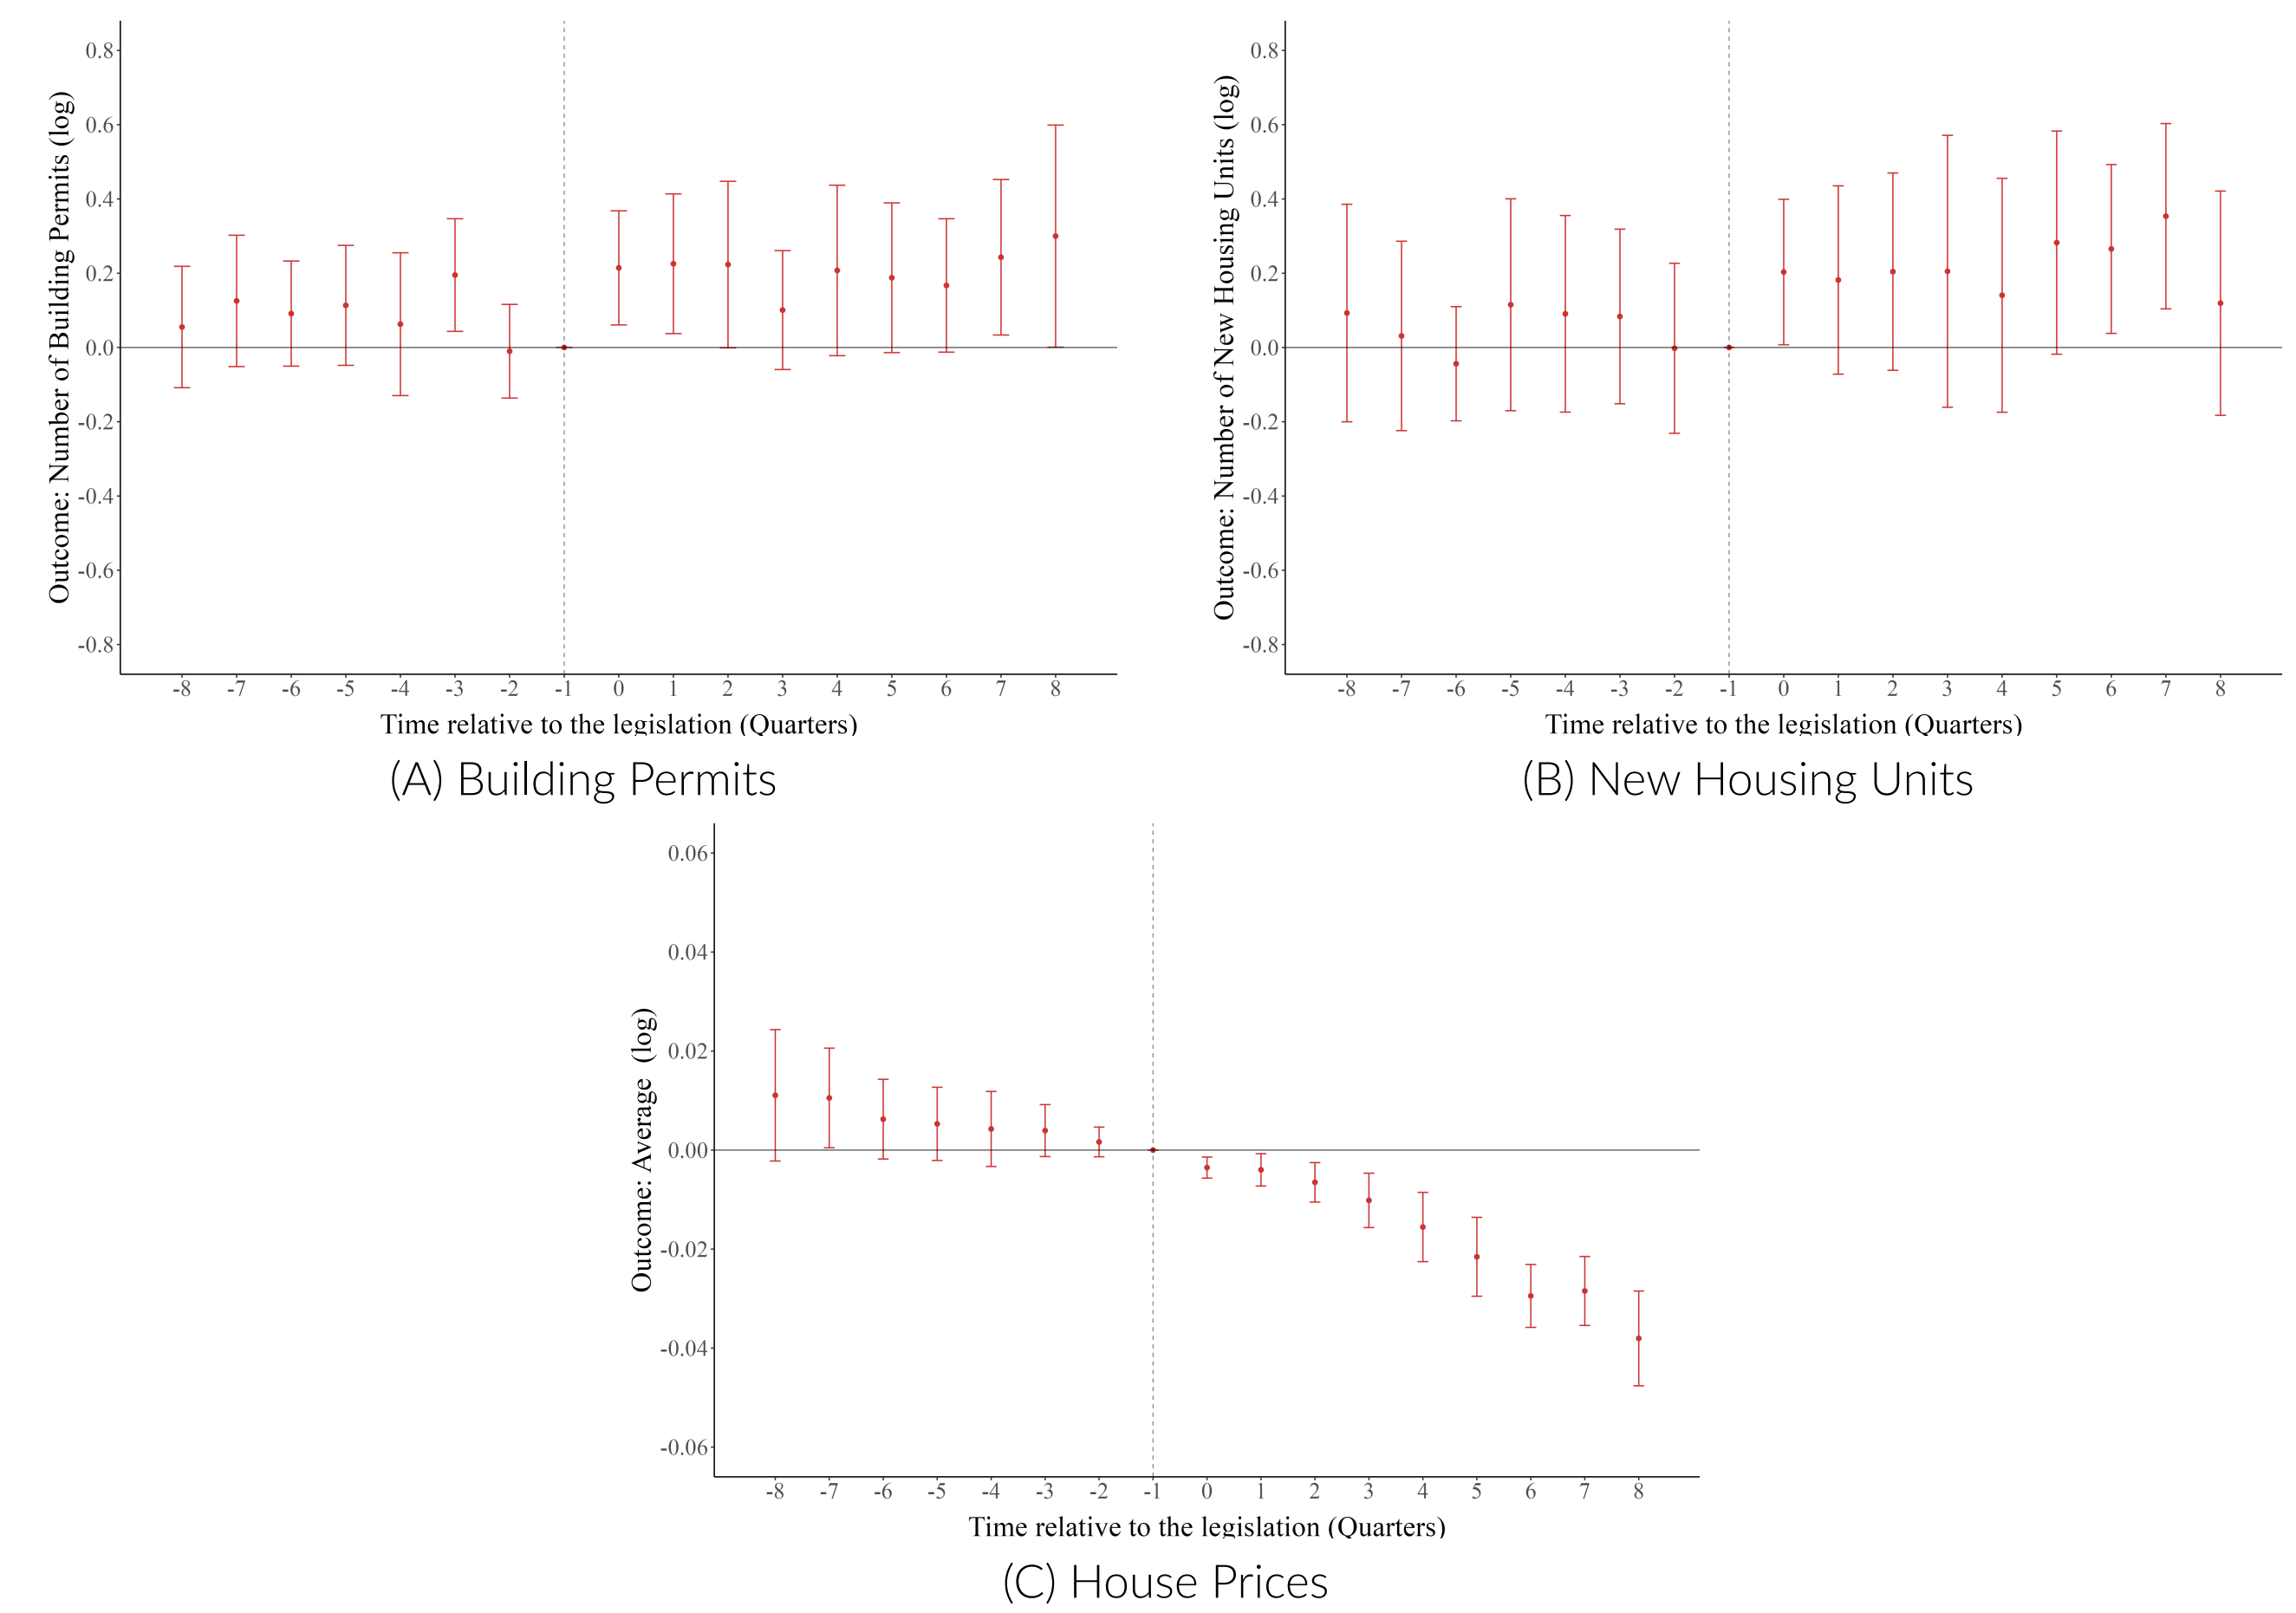 Outcome: Number of Building Permits (log)
0.8
0.6
0.4
0.2
0.0
-0.2
-0.4
-0.6
-0.8
-8 -7 -6 -5 -4 -3 -2 -1 0 1 2 3 4 5 6 7 8
Time relative to the legislation (Quarters)
(A) Building Permits
Outcome: Number of New Housing Units (log)
0.8
0.6
0.4
0.2
0.0
-0.2
-0.4
-0.6
-0.8
-8 -7 -6 -5 -4 -3 -2 -1 0 1 2 3 4 5 6 7 8
Time relative to the legislation (Quarters)
(B) New Housing Units
Outcome: Average (log)
0.06
0.04
0.02
0.00
-0.02
-0.04
-0.06
-8 -7 -6 -5 -4 -3 -2 -1 0 1 2 3 4 5 6 7 8
Time relative to the legislation (Quarters)
(C) House Prices